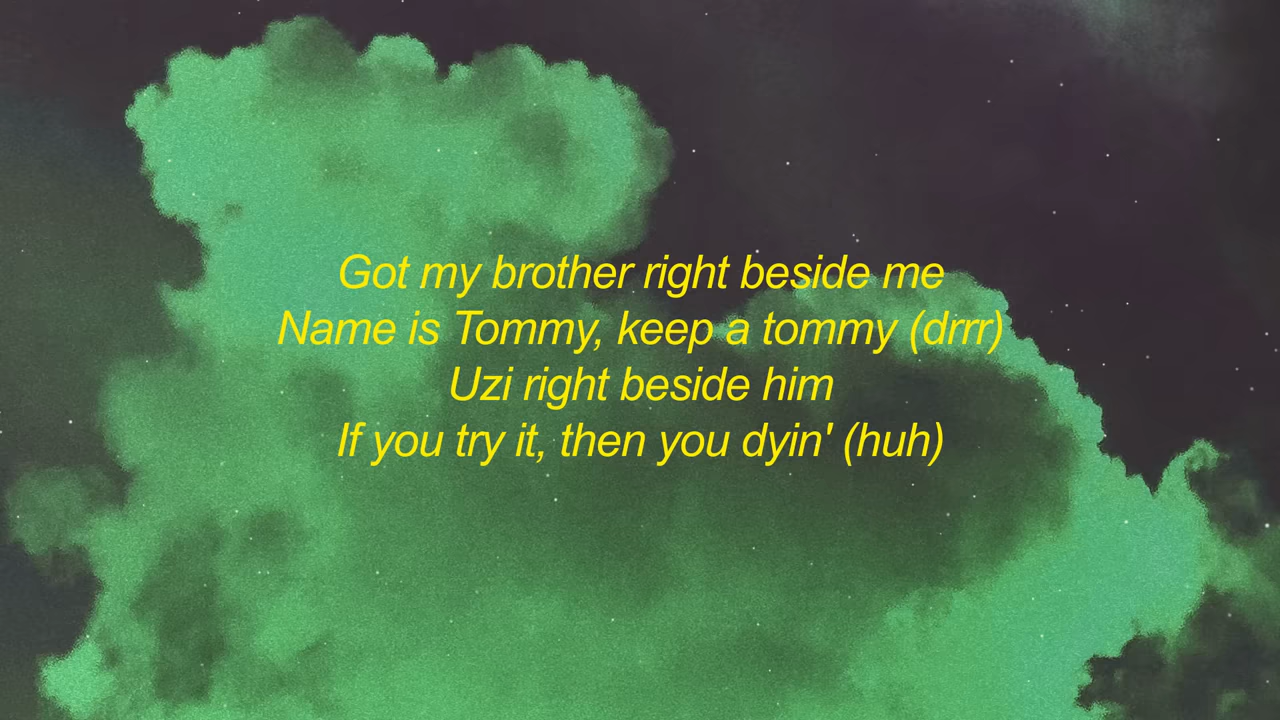 Got my brother right beside me
Name is Tommy, keep a tommy (drrr)
Uzi right beside him
If you try it, then you dyin' (huh)